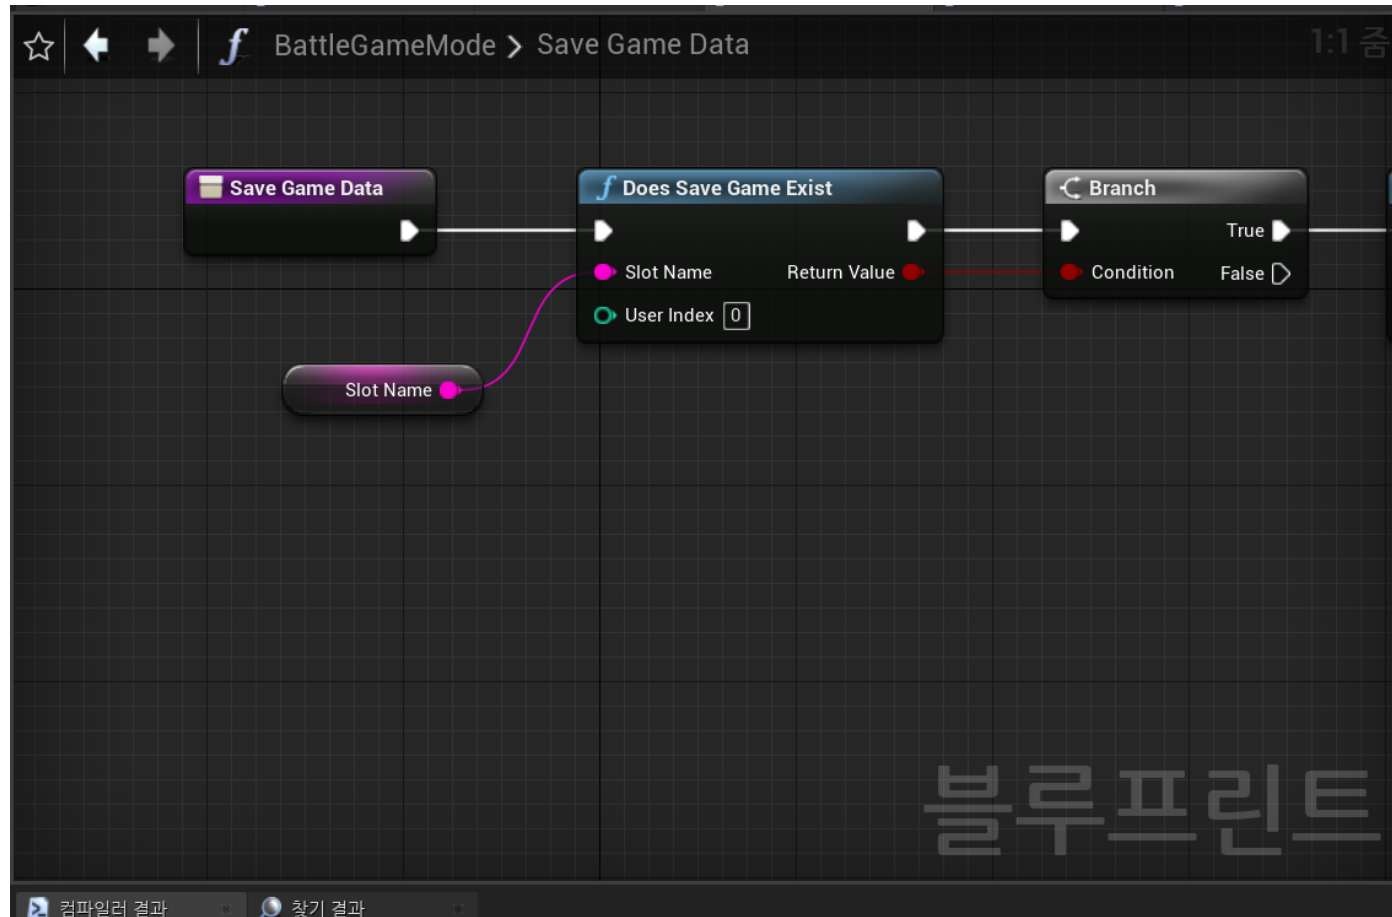 BattleGameMode > Save Game Data
1:1 줌
Save Game Data
Does Save Game Exist
Branch
True
Slot Name
Return Value
Condition
False
User Index 0
Slot Name
블루프린트
컴파일러 결과
찾기 결과